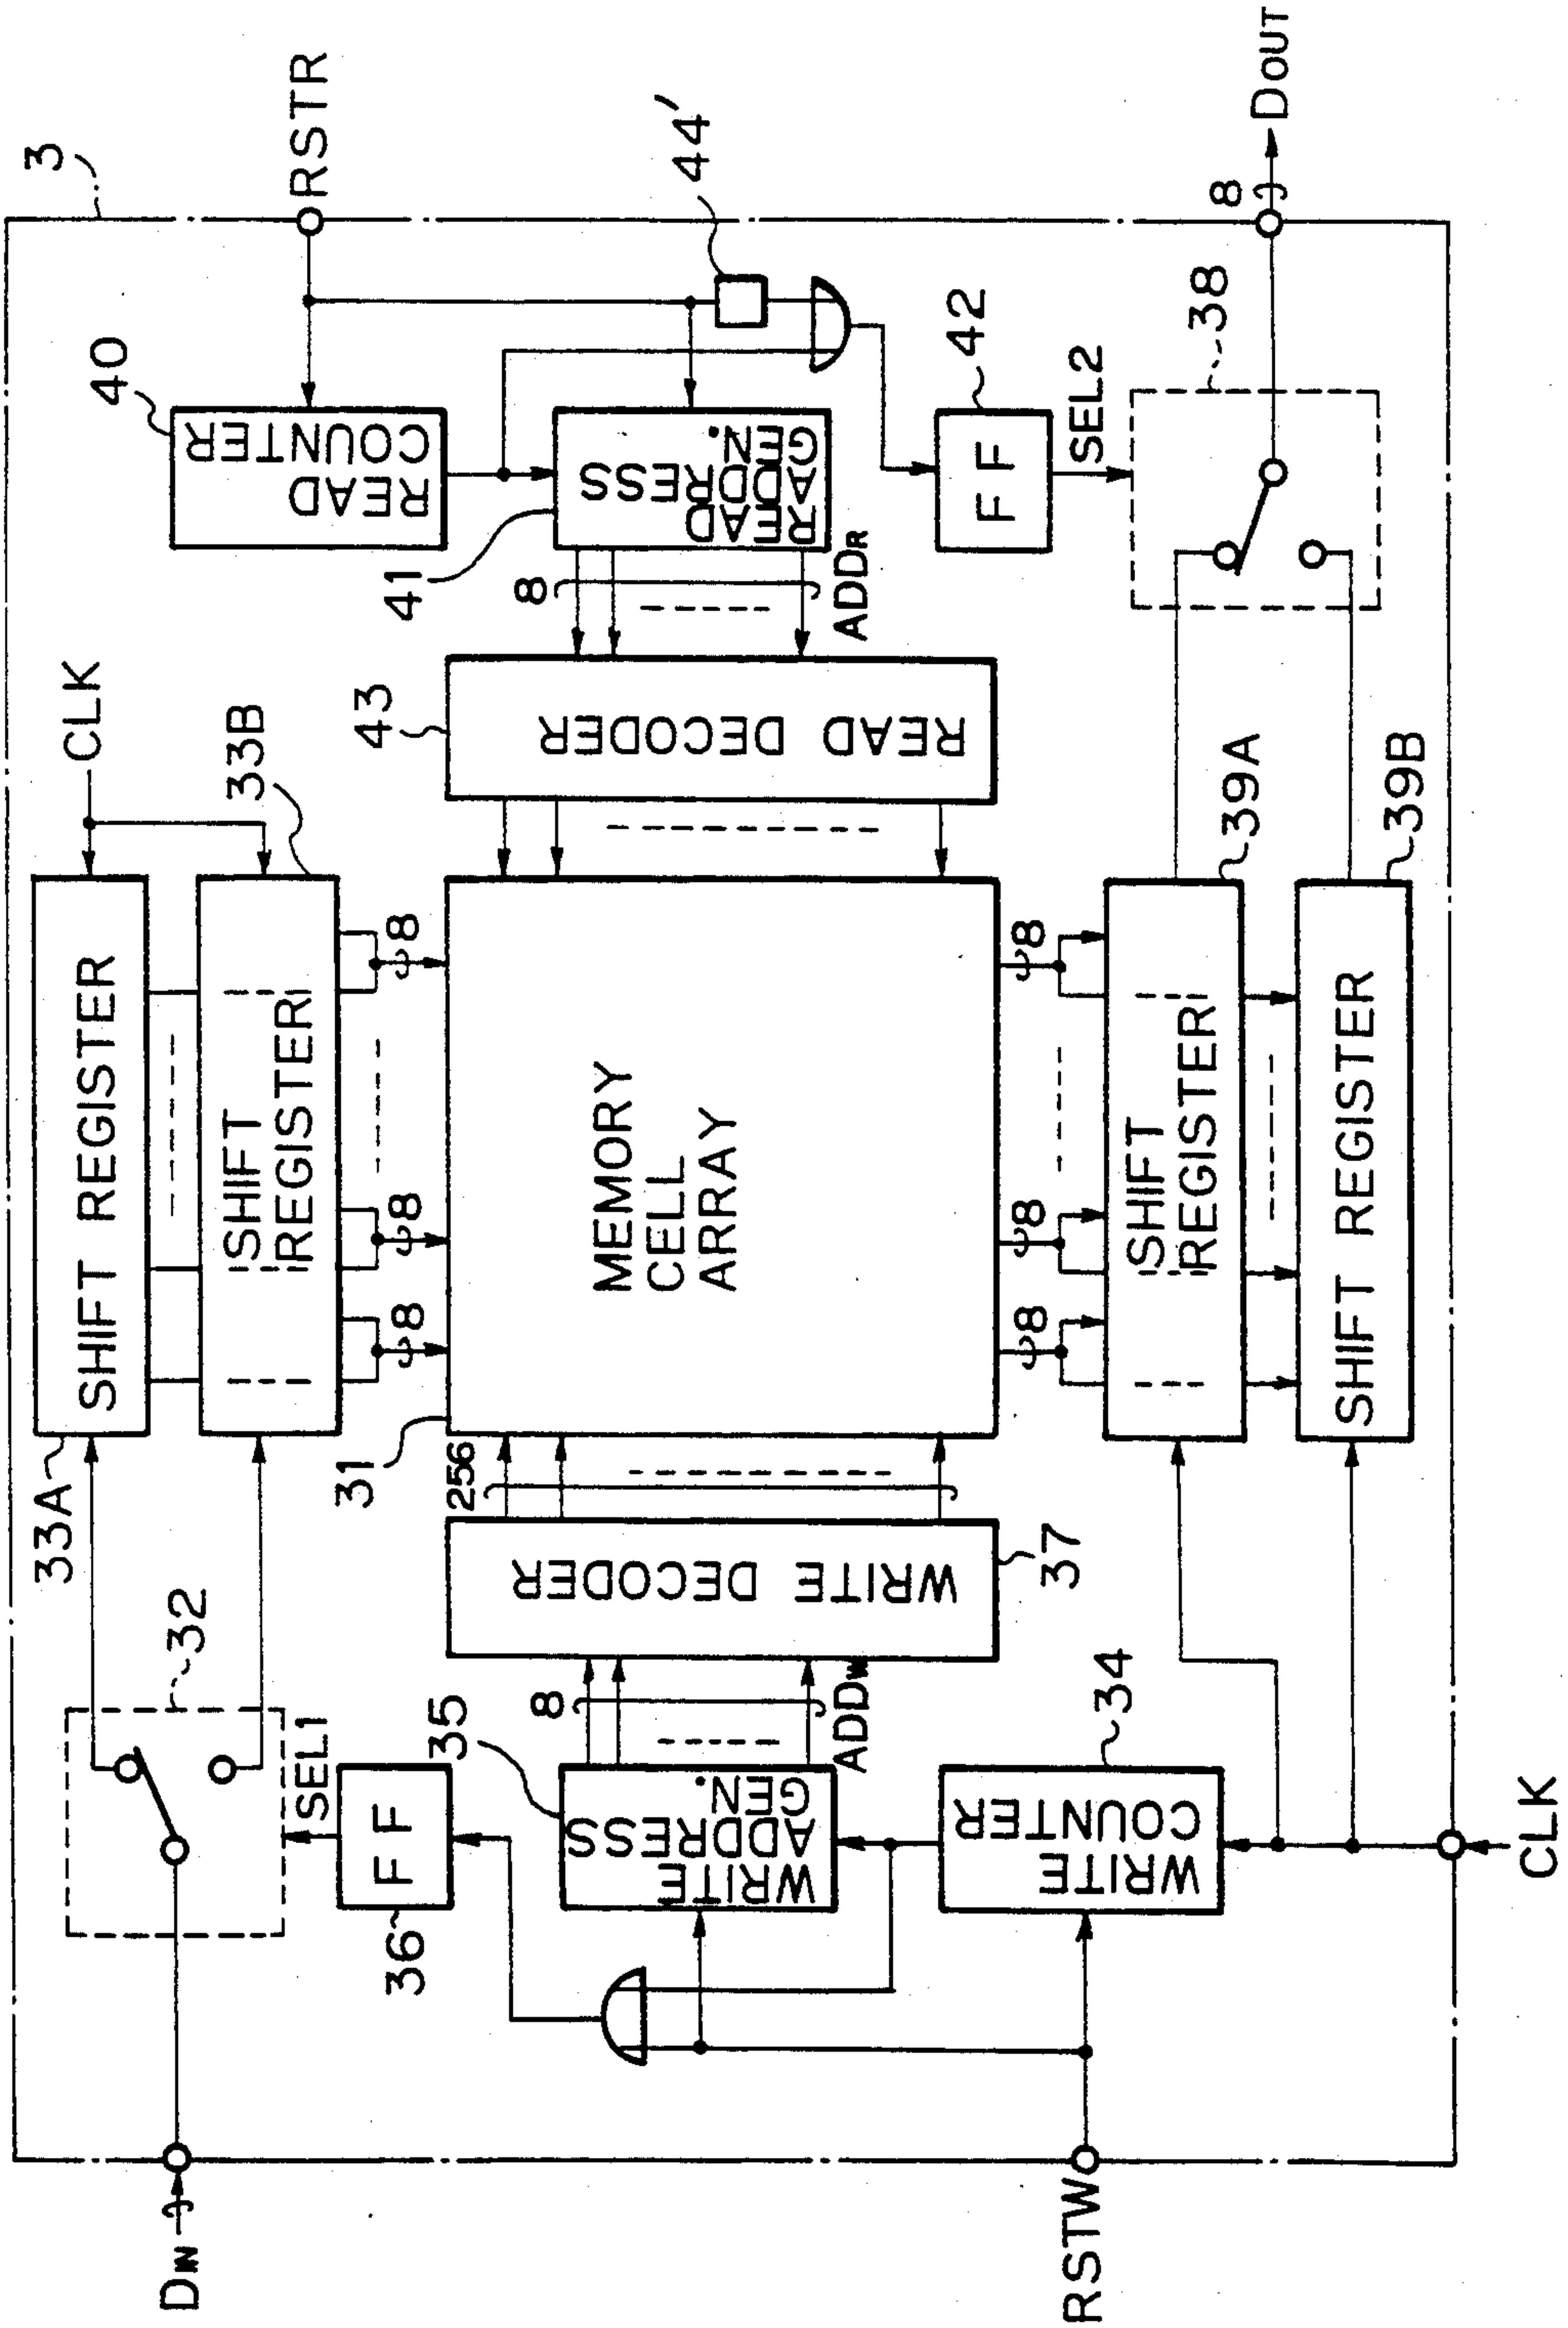 3
RSTR
40
READ
COUNTER
44'
41
READ
ADDRESS
GEN.
8
ADDR
42
FF
SEL2
38
8
DOUT
CLK
33B
43
READ DECODER
39A
39B
SHIFT REGISTER
33A
SHIFT
REGISTER
8
8
8
31
MEMORY
CELL
ARRAY
8
8
8
SHIFT
REGISTER
SHIFT REGISTER
256
WRITE DECODER
37
32
SEL1
FF
36
35
8
ADDW
WRITE
ADDRESS
GEN.
34
WRITE
COUNTER
CLK
DIN
RSTW